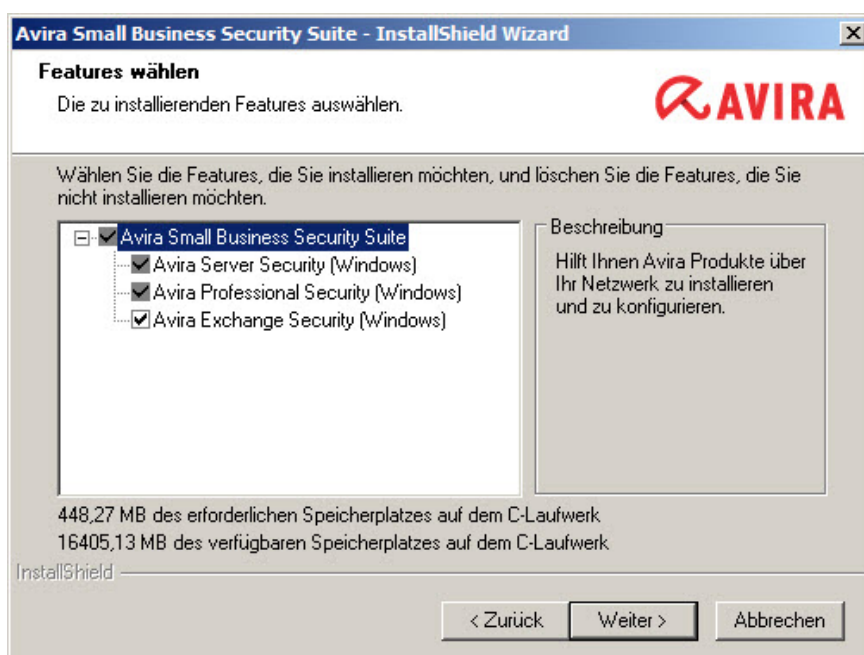 Avira Small Business Security Suite - InstallShield Wizard
Features wählen
Die zu installierenden Features auswählen.
AVIRA
Wählen Sie die Features, die Sie installieren möchten, und löschen Sie die Features, die Sie
nicht installieren möchten.
Avira Small Business Security Suite
Avira Server Security (Windows)
Avira Professional Security (Windows)
Avira Exchange Security (Windows)
Beschreibung
Hilft Ihnen Avira Produkte über
Ihr Netzwerk zu installieren
und zu konfigurieren.
448,27 MB des erforderlichen Speicherplatzes auf dem C-Laufwerk
16405,13 MB des verfügbaren Speicherplatzes auf dem C-Laufwerk
InstallShield
< Zurück
Weiter >
Abbrechen